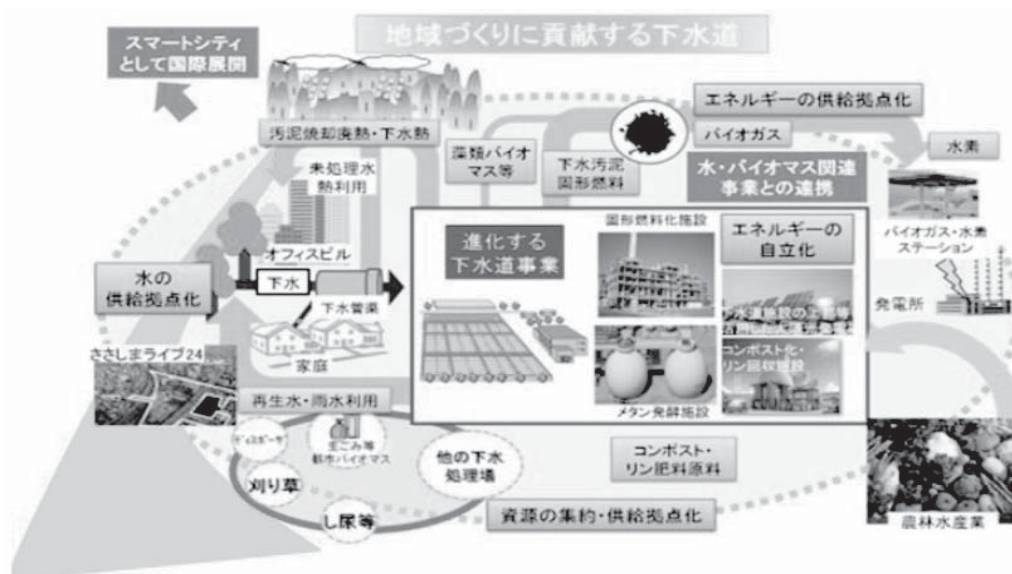 地域づくりに貢献する下水道
スマートシティ
として国際展開
汚泥焼却廃熱・下水熱
エネルギーの供給拠点化
バイオガス
水素
藻類バイオ
マス等
下水汚泥
固形燃料
水・バイオマス関連
事業との連携
未処理水
熱利用
オフィスビル
バイオガス・水素
ステーション
進化する
下水道事業
固形燃料化施設
エネルギーの
自立化
水の
供給拠点化
下水
下水管渠
家庭
発電所
コンポスト化・
リン回収施設
メタン発酵施設
ささしまライブ24
再生水・雨水利用
ディスポーザ
生ごみ等
都市バイオマス
他の下水
処理場
刈り草
し尿等
コンポスト・
リン肥料原料
資源の集約・供給拠点化
農林水産業